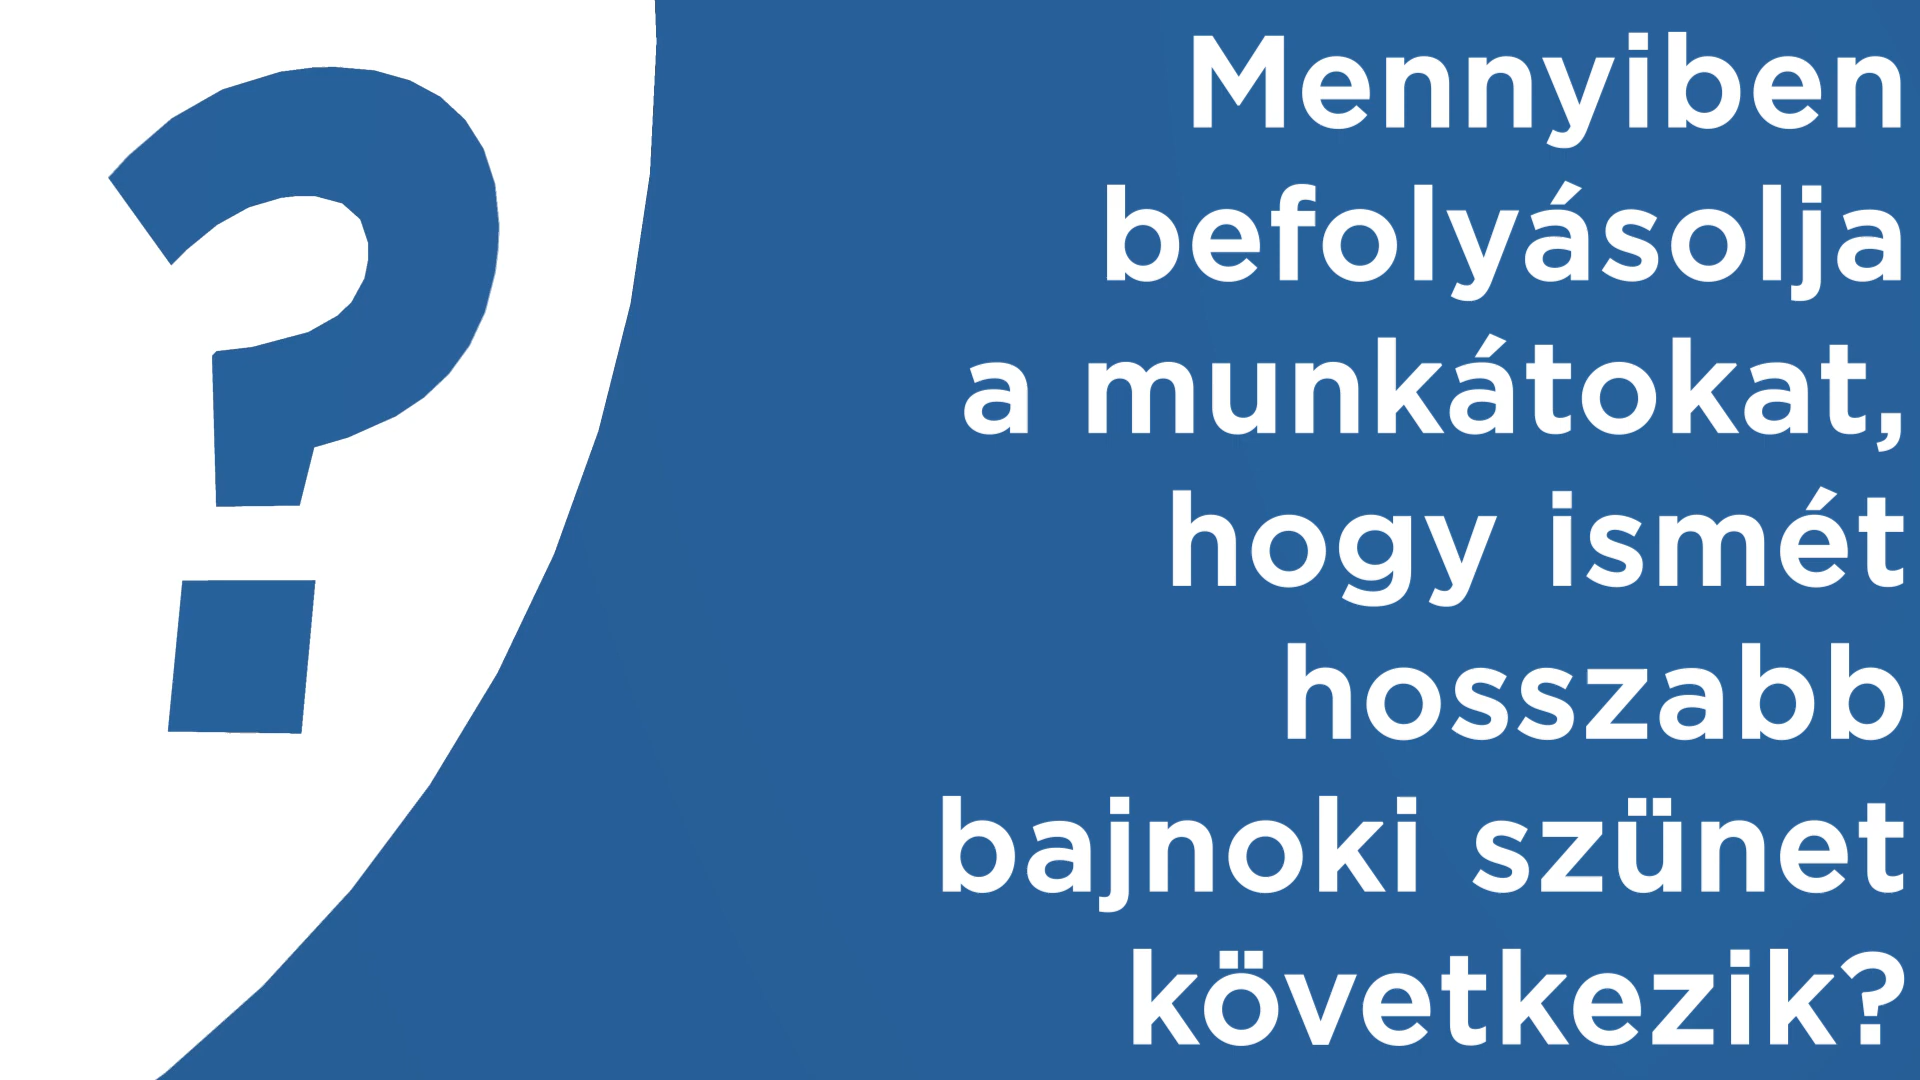 Mennyiben
befolyásolja
a munkátokat,
hogy ismét
hosszabb
bajnoki szünet
következik?